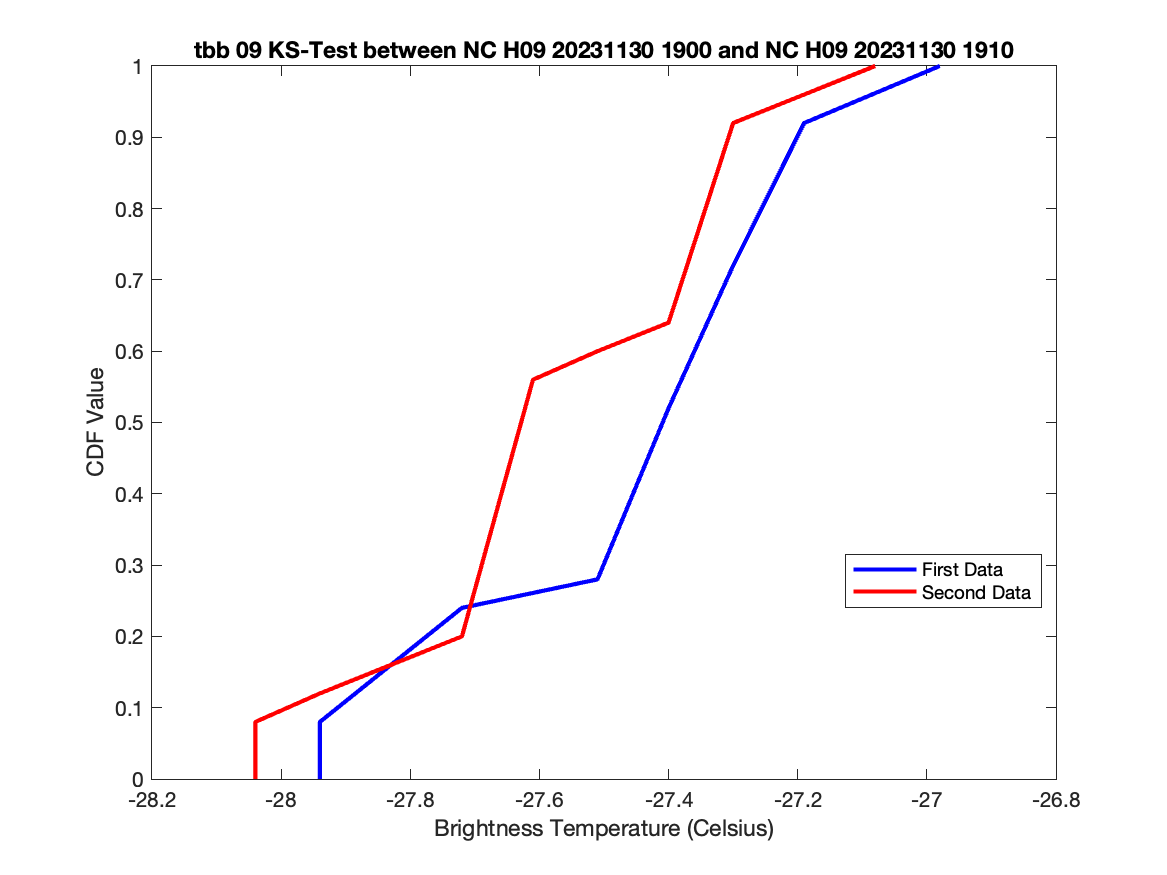 tbb 09 KS-Test between NC H09 20231130 1900 and NC H09 20231130 1910
1
0.9
0.8
0.7
0.6
0.5
0.4
0.3
0.2
0.1
0
CDF Value
First Data
Second Data
-28.2 -28 -27.8 -27.6 -27.4 -27.2 -27 -26.8
Brightness Temperature (Celsius)